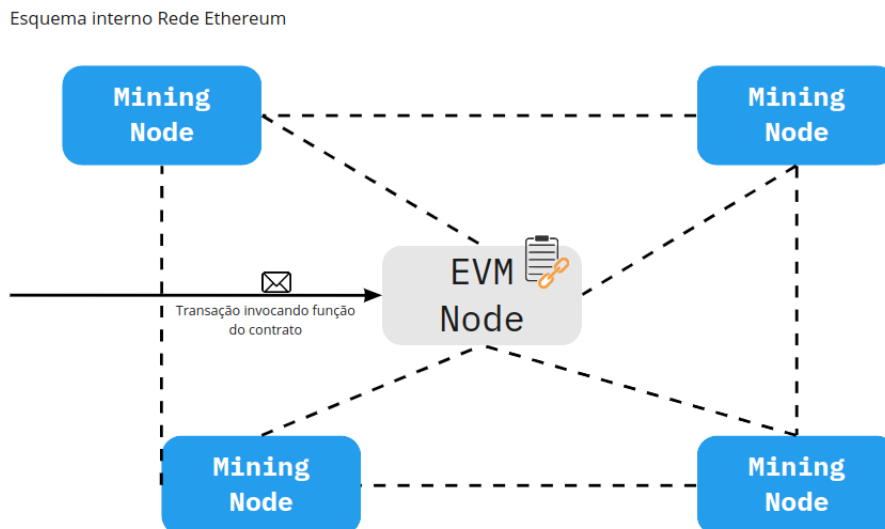 Esquema interno Rede Ethereum
Mining
Node
Mining
Node
EVM
Node
Transação invocando função
do contrato
Mining
Node
Mining
Node